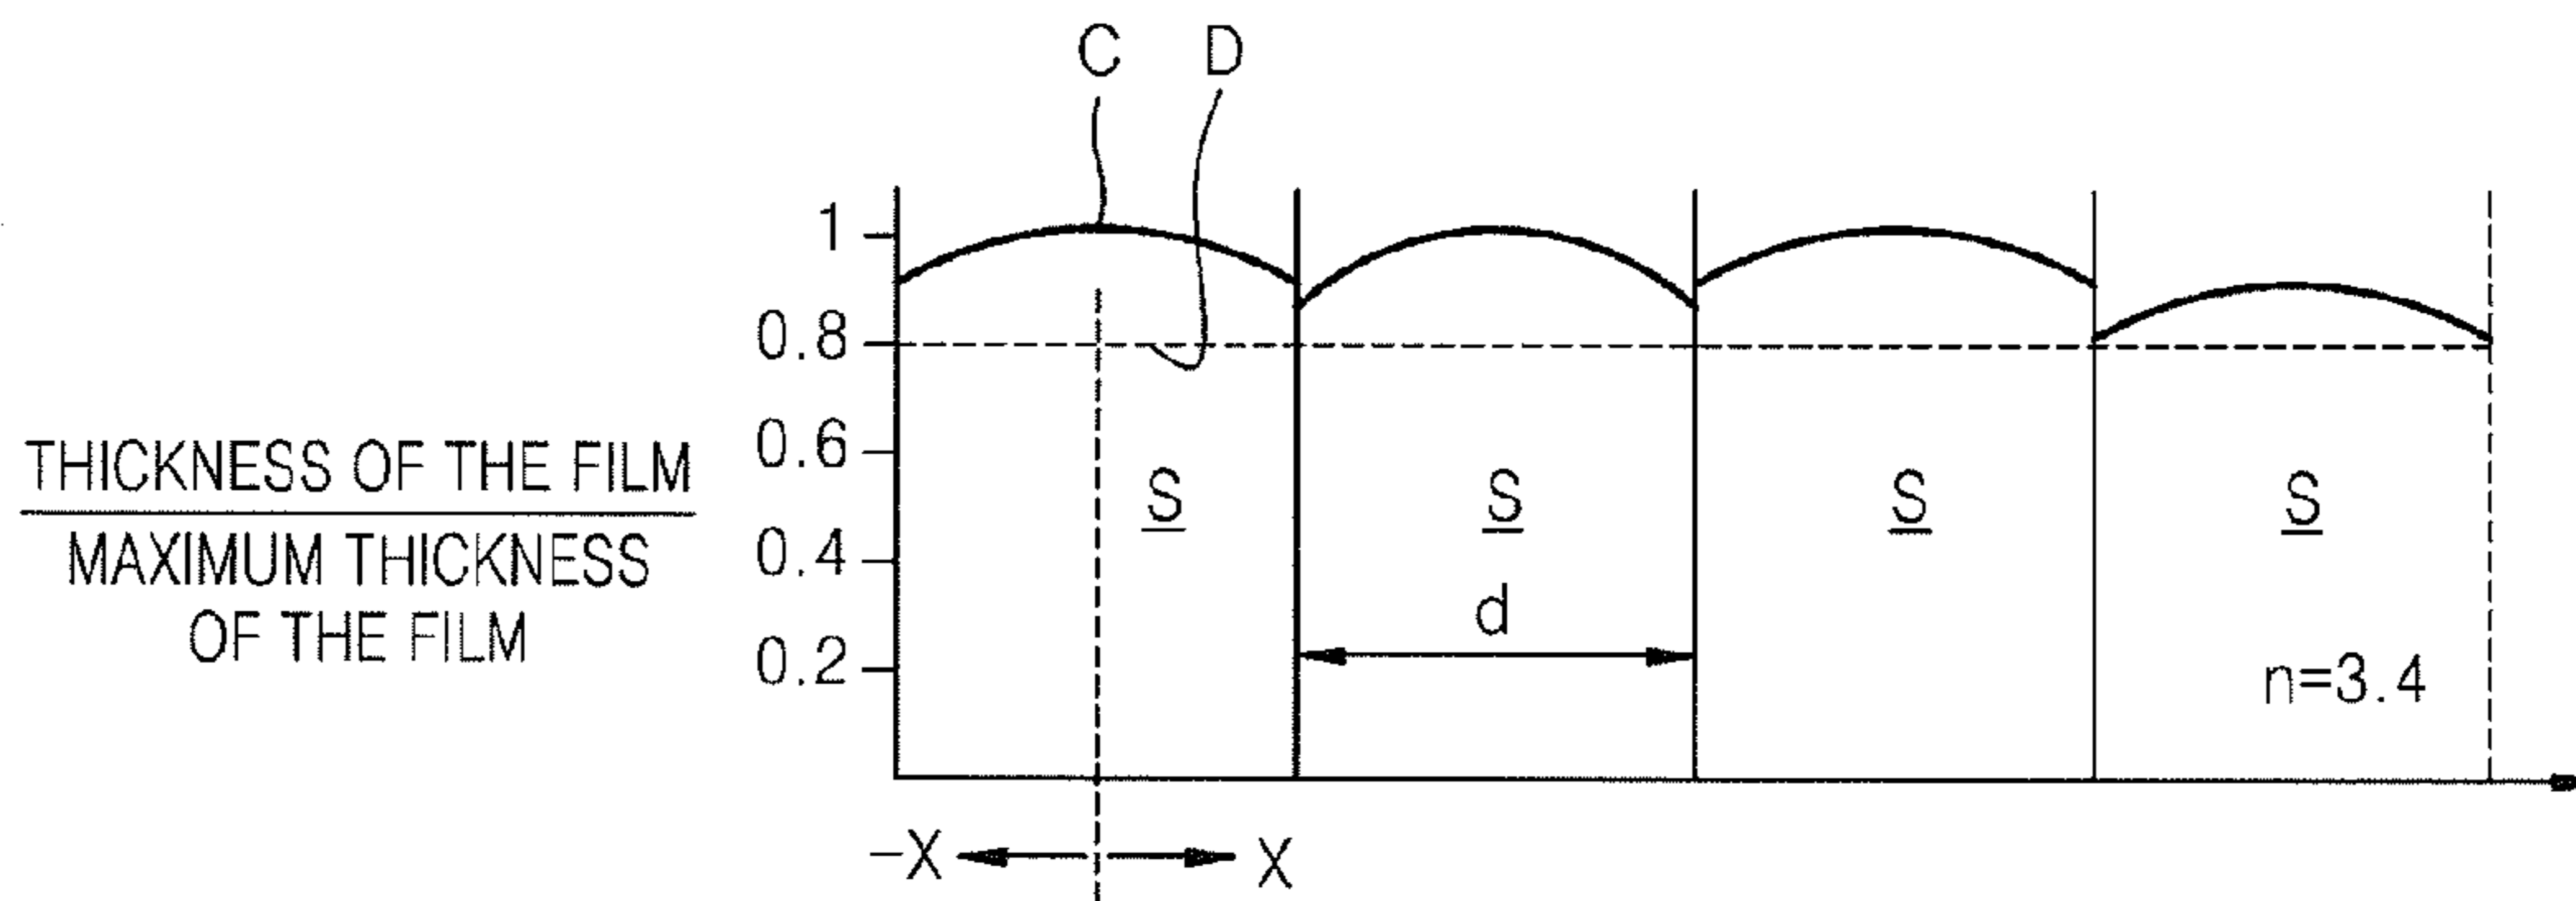 C D
1
0.8
0.6
0.4
0.2
THICKNESS OF THE FILM
MAXIMUM THICKNESS
OF THE FILM
S S S S
d
n=3.4
-X X